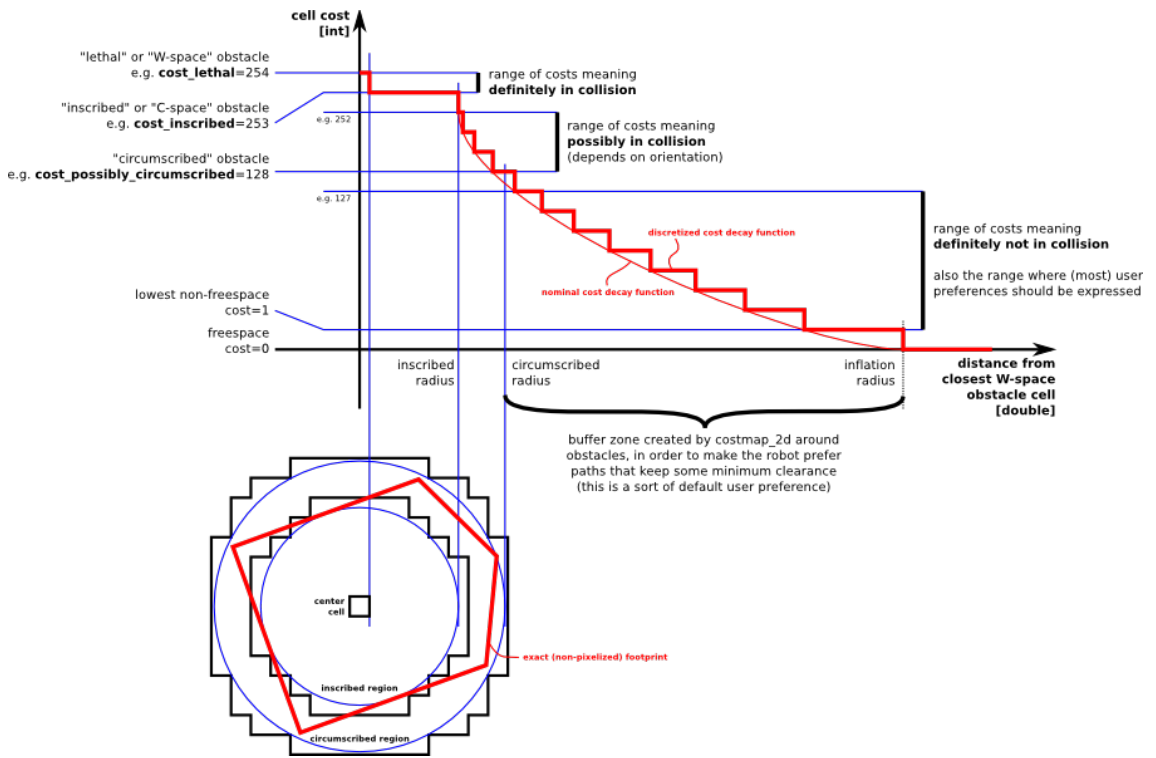 cell cost
[int]
"lethal" or "W-space" obstacle
e.g. cost_lethal=254
range of costs meaning
definitely in collision
"inscribed" or "C-space" obstacle
e.g. cost_inscribed=253
e.g. 252
range of costs meaning
possibly in collision
(depends on orientation)
"circumscribed" obstacle
e.g. cost_possibly_circumscribed=128
e.g. 127
range of costs meaning
definitely not in collision
also the range where (most) user
preferences should be expressed
discretized cost decay function
nominal cost decay function
lowest non-freespace
cost=1
freespace
cost=0
inscribed
radius
circumscribed
radius
inflation
radius
distance from
closest W-space
obstacle cell
[double]
buffer zone created by costmap_2d around
obstacles, in order to make the robot prefer
paths that keep some minimum clearance
(this is a sort of default user preference)
center
cell
exact (non-pixelized) footprint
inscribed region
circumscribed region